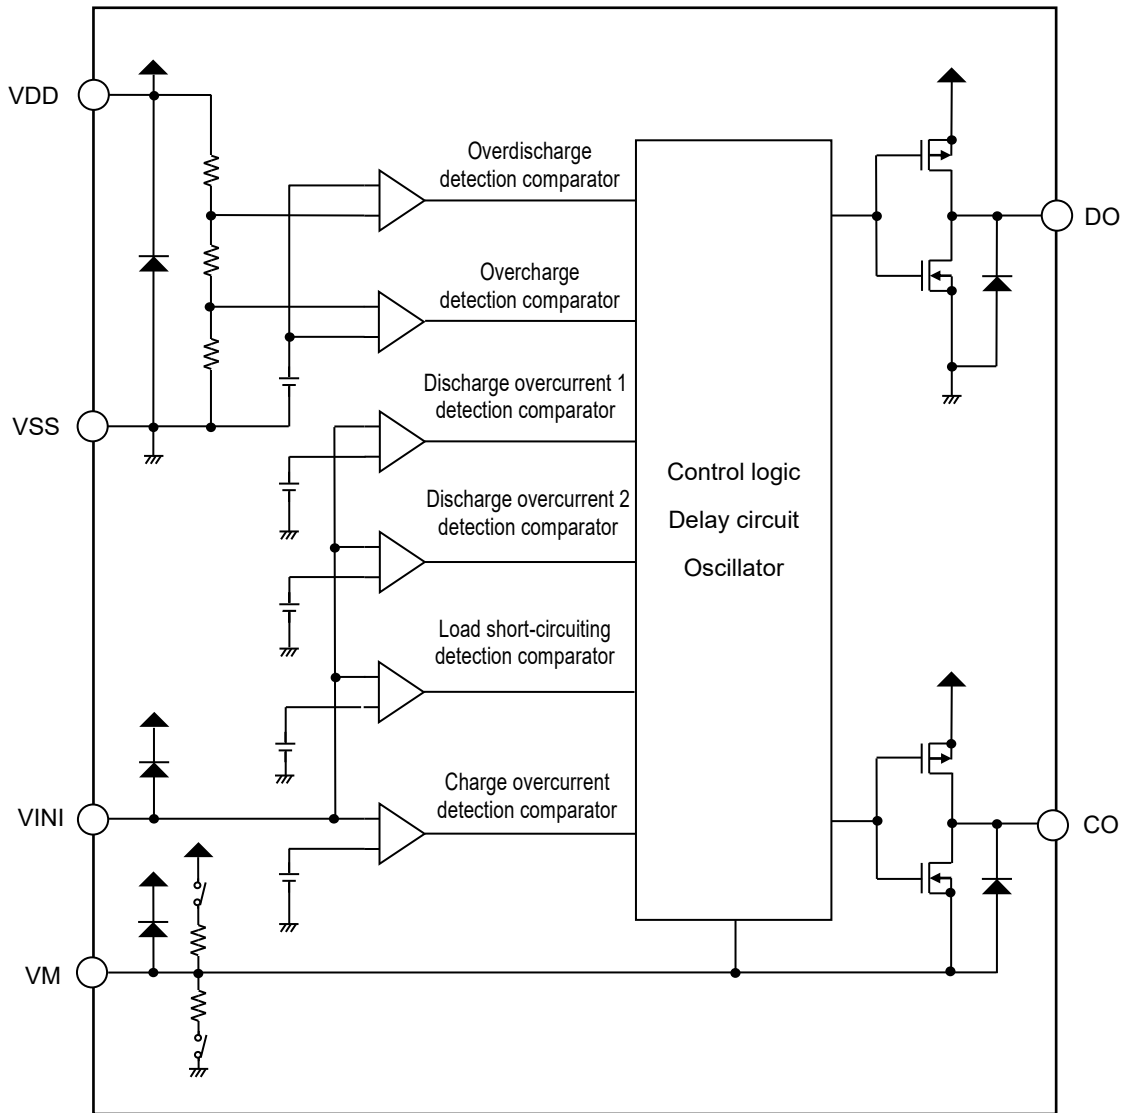 VDD
Overdischarge
detection comparator
DO
Overcharge
detection comparator
Discharge overcurrent 1
detection comparator
VSS
Control logic
Delay circuit
Oscillator
Discharge overcurrent 2
detection comparator
Load short-circuiting
detection comparator
Charge overcurrent
detection comparator
VINI
CO
VM